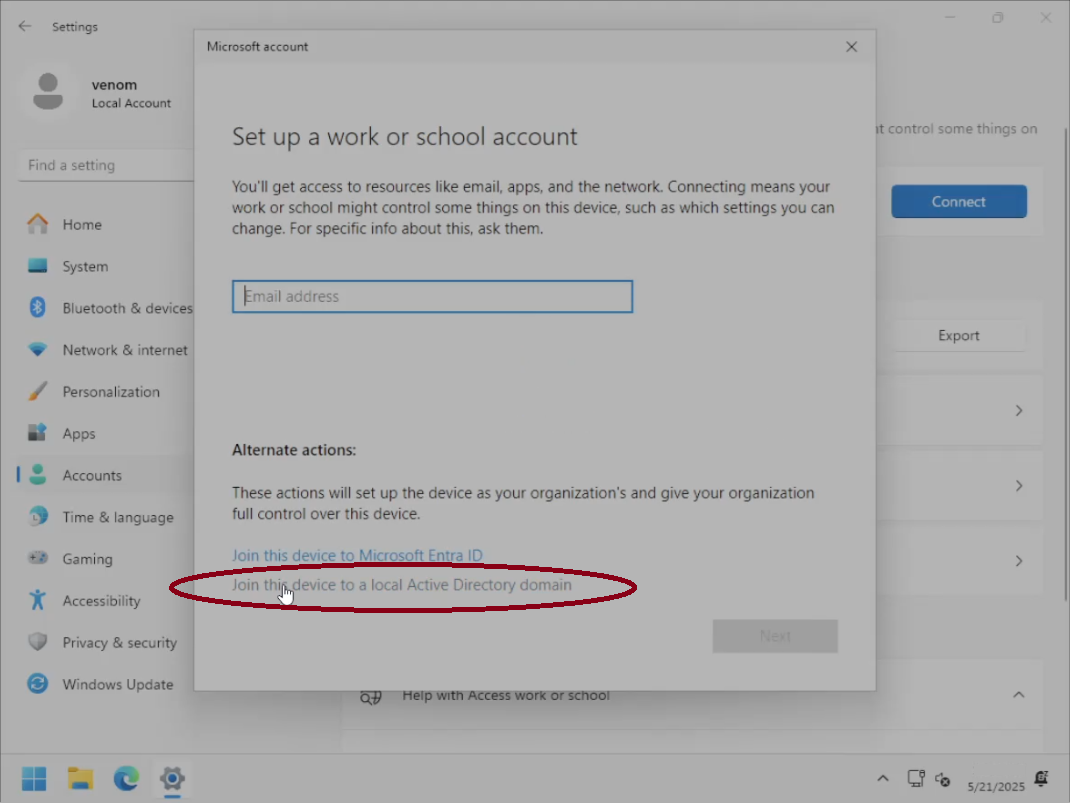 Settings
Microsoft account
venom
Local Account
Find a setting
Home
System
Bluetooth & devices
Network & internet
Personalization
Apps
Accounts
Time & language
Gaming
Accessibility
Privacy & security
Windows Update
Set up a work or school account
You'll get access to resources like email, apps, and the network. Connecting means your
work or school might control some things on this device, such as which settings you can
change. For specific info about this, ask them.
Email address
Alternate actions:
These actions will set up the device as your organization's and give your organization
full control over this device.
Join this device to Microsoft Entra ID
Join this device to a local Active Directory domain
Next
control some things on
Connect
Export
Help with Access work or school
5/21/2025